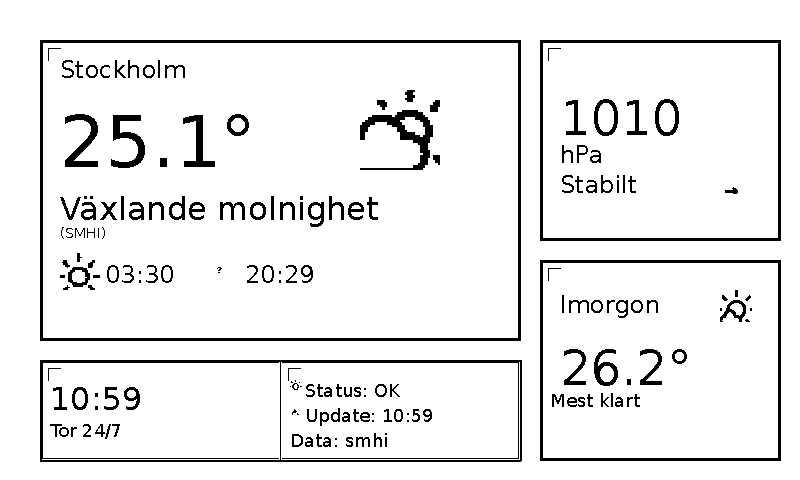 Stockholm
25.1°
Växlande molnighet
(SMHI)
03:30 ? 20:29
1010
hPa
Stabilt
Imorgon
26.2°
Mest klart
10:59
Tor 24/7
Status: OK
Update: 10:59
Data: smhi